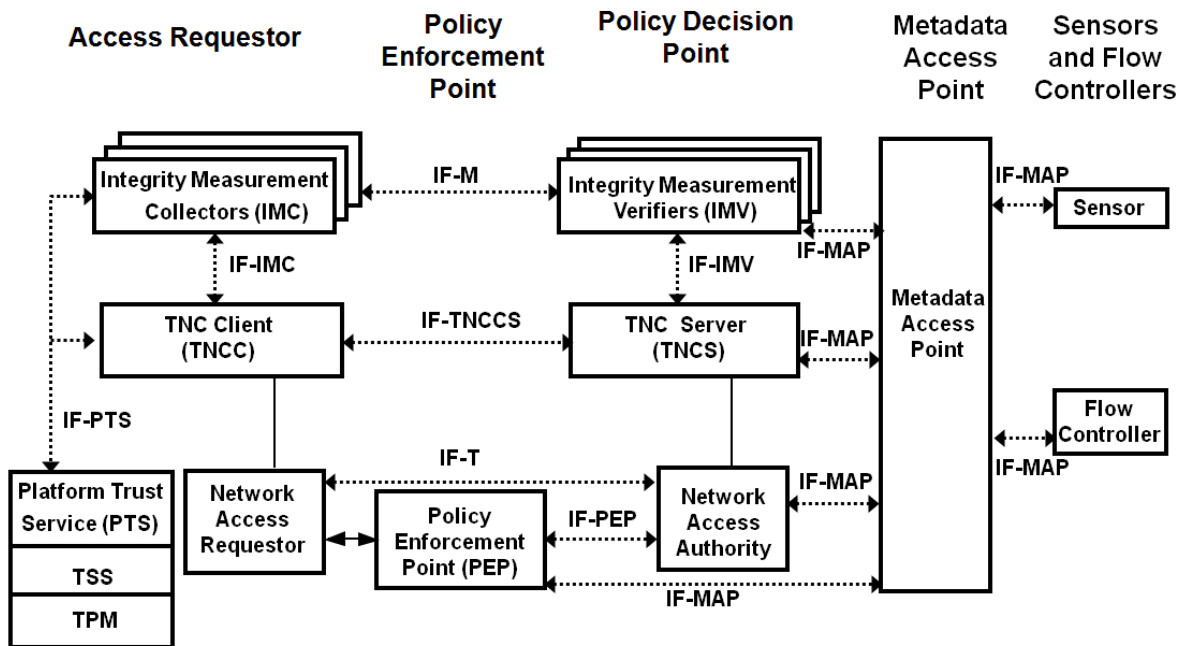 Access Requestor
Policy
Enforcement
Point
Policy Decision
Point
Metadata
Access
Point
Sensors
and Flow
Controllers
Integrity Measurement
Collectors (IMC)
IF-M
Integrity Measurement
Verifiers (IMV)
IF-MAP
IF-MAP
Sensor
IF-IMC
IF-IMV
TNC Client
(TNCC)
IF-TNCCS
TNC Server
(TNCS)
IF-MAP
Metadata
Access
Point
IF-PTS
Flow
Controller
IF-MAP
Platform Trust
Service (PTS)
TSS
TPM
Network
Access
Requestor
IF-T
Policy
Enforcement
Point (PEP)
IF-PEP
Network
Access
Authority
IF-MAP
IF-MAP